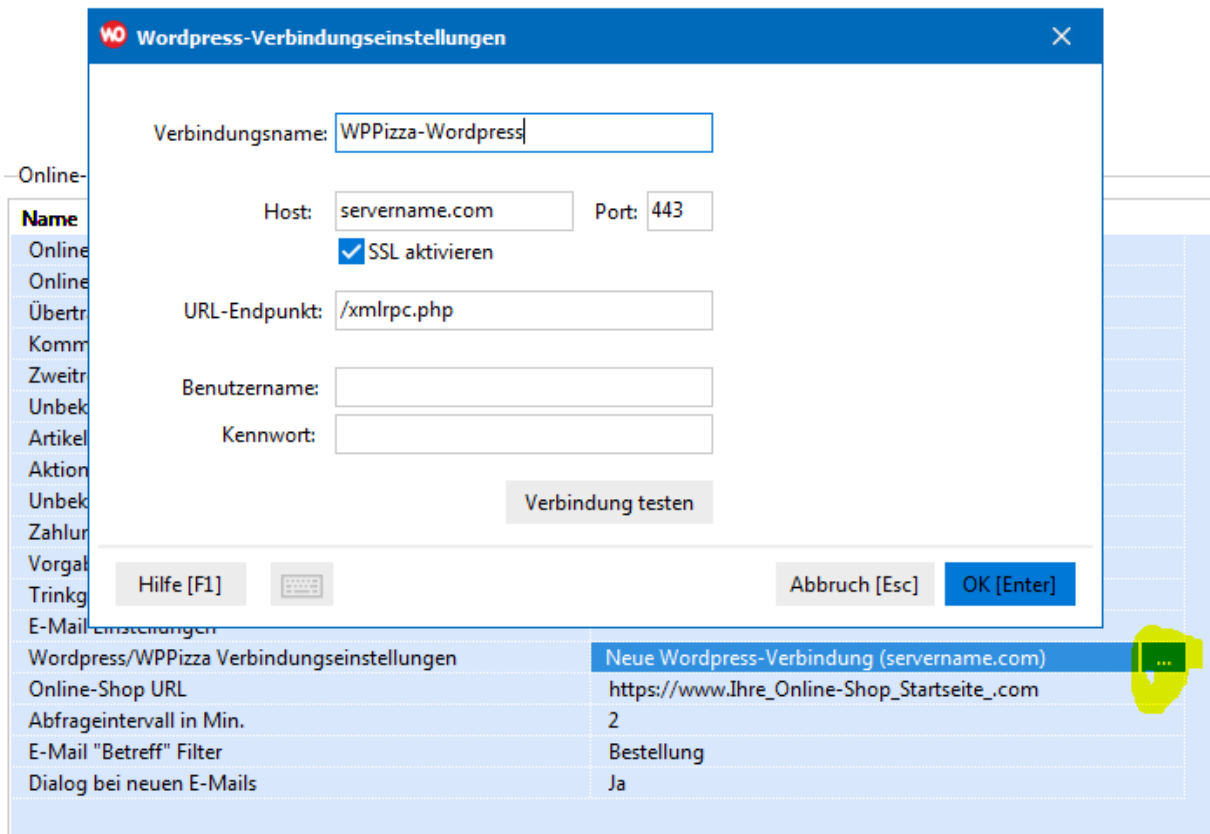 WO Wordpress-Verbindungseinstellungen
Verbindungsname: WPPizza-Wordpress
Online-
Host: servername.com Port: 443
Name
SSL aktivieren
Online
Online
URL-Endpunkt: /xmlrpc.php
Übertr
Komm
Zweitr
Benutzername:
Unbek
Kennwort:
Artikel
Aktion
Unbek
Verbindung testen
Zahlur
Vorgab
Hilfe [F1] Abbruch [Esc] OK [Enter]
Trinkg
E-Mail Einstellungen
Wordpress/WPPizza Verbindungseinstellungen Neue Wordpress-Verbindung (servername.com) ...
Online-Shop URL https://www.Ihre_Online-Shop_Startseite_.com
Abfrageintervall in Min. 2
E-Mail "Betreff" Filter Bestellung
Dialog bei neuen E-Mails Ja